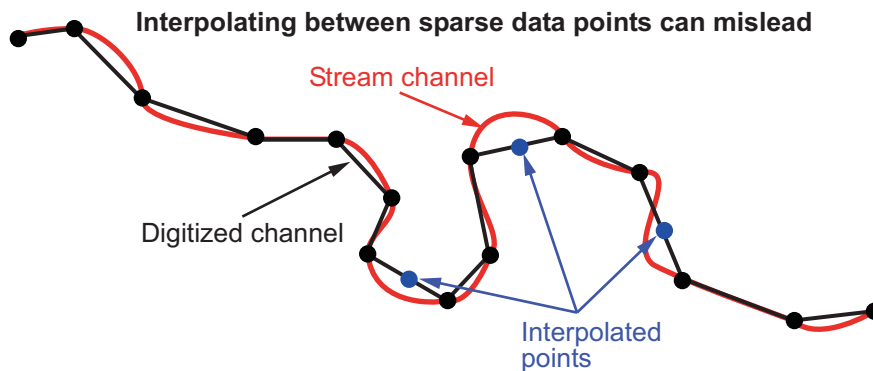 Interpolating between sparse data points can mislead
Stream channel
Digitized channel
Interpolated
points